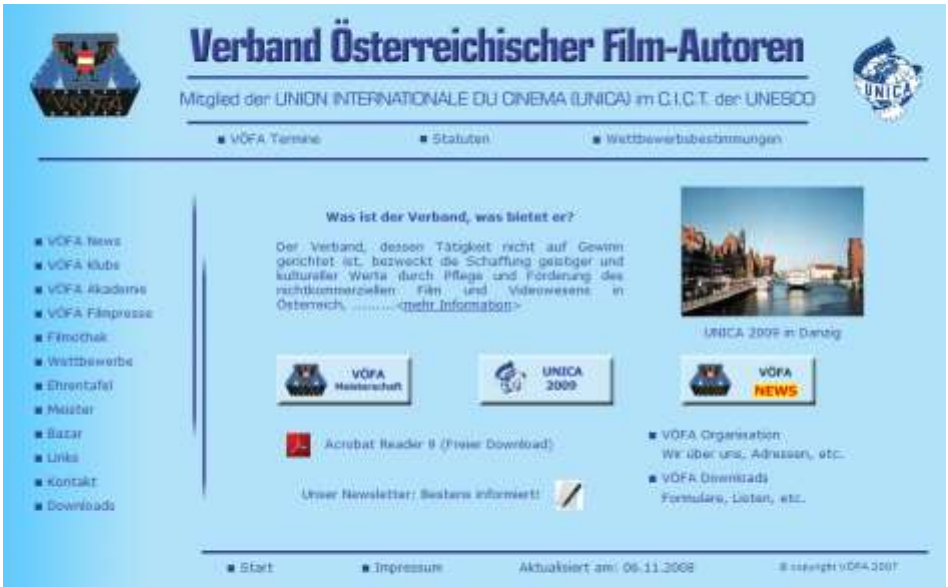 Verband Österreichischer Film-Autoren
VÖFA
UNICA
Mitglied der UNION INTERNATIONALE DU CINEMA (UNICA) im C.I.C.T. der UNESCO
VÖFA Termine
Statuten
Wettbewerbsbestimmungen
VÖFA News
VÖFA Klubs
VÖFA Akademie
VÖFA Filmpresse
Filmothek
Wettbewerbe
Ehrentafel
Meister
Bazar
Links
Kontakt
Downloads
Was ist der Verband, was bietet er?
Der Verband, dessen Tätigkeit nicht auf Gewinn
gerichtet ist, bezweckt die Schaffung geistiger und
kultureller Werte durch Pflege und Förderung des
nichtkommerziellen Film und Videowesens in
Österreich, .........<mehr Information>
UNICA 2009 in Danzig
VÖFA
Meisterschaft
UNICA
2009
VÖFA
NEWS
Acrobat Reader 9 (Freier Download)
Unser Newsletter: Bestens informiert!
VÖFA Organisation
Wir über uns, Adressen, etc.
VÖFA Downloads
Formulare, Listen, etc.
Start
Impressum
Aktualisiert am: 06.11.2008
© copyright VÖFA 2007